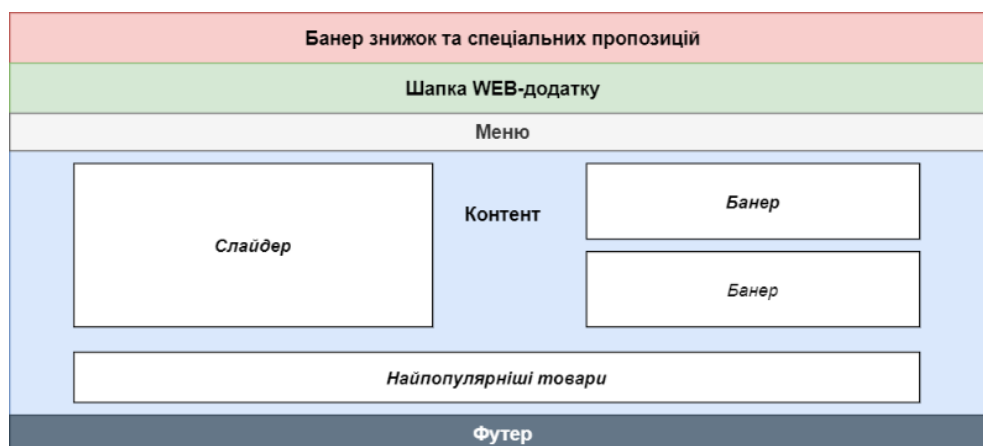 Банер знижок та спеціальних пропозицій
Шапка WEB-додатку
Меню
Слайдер
Контент
Банер
Банер
Найпопулярніші товари
Футер